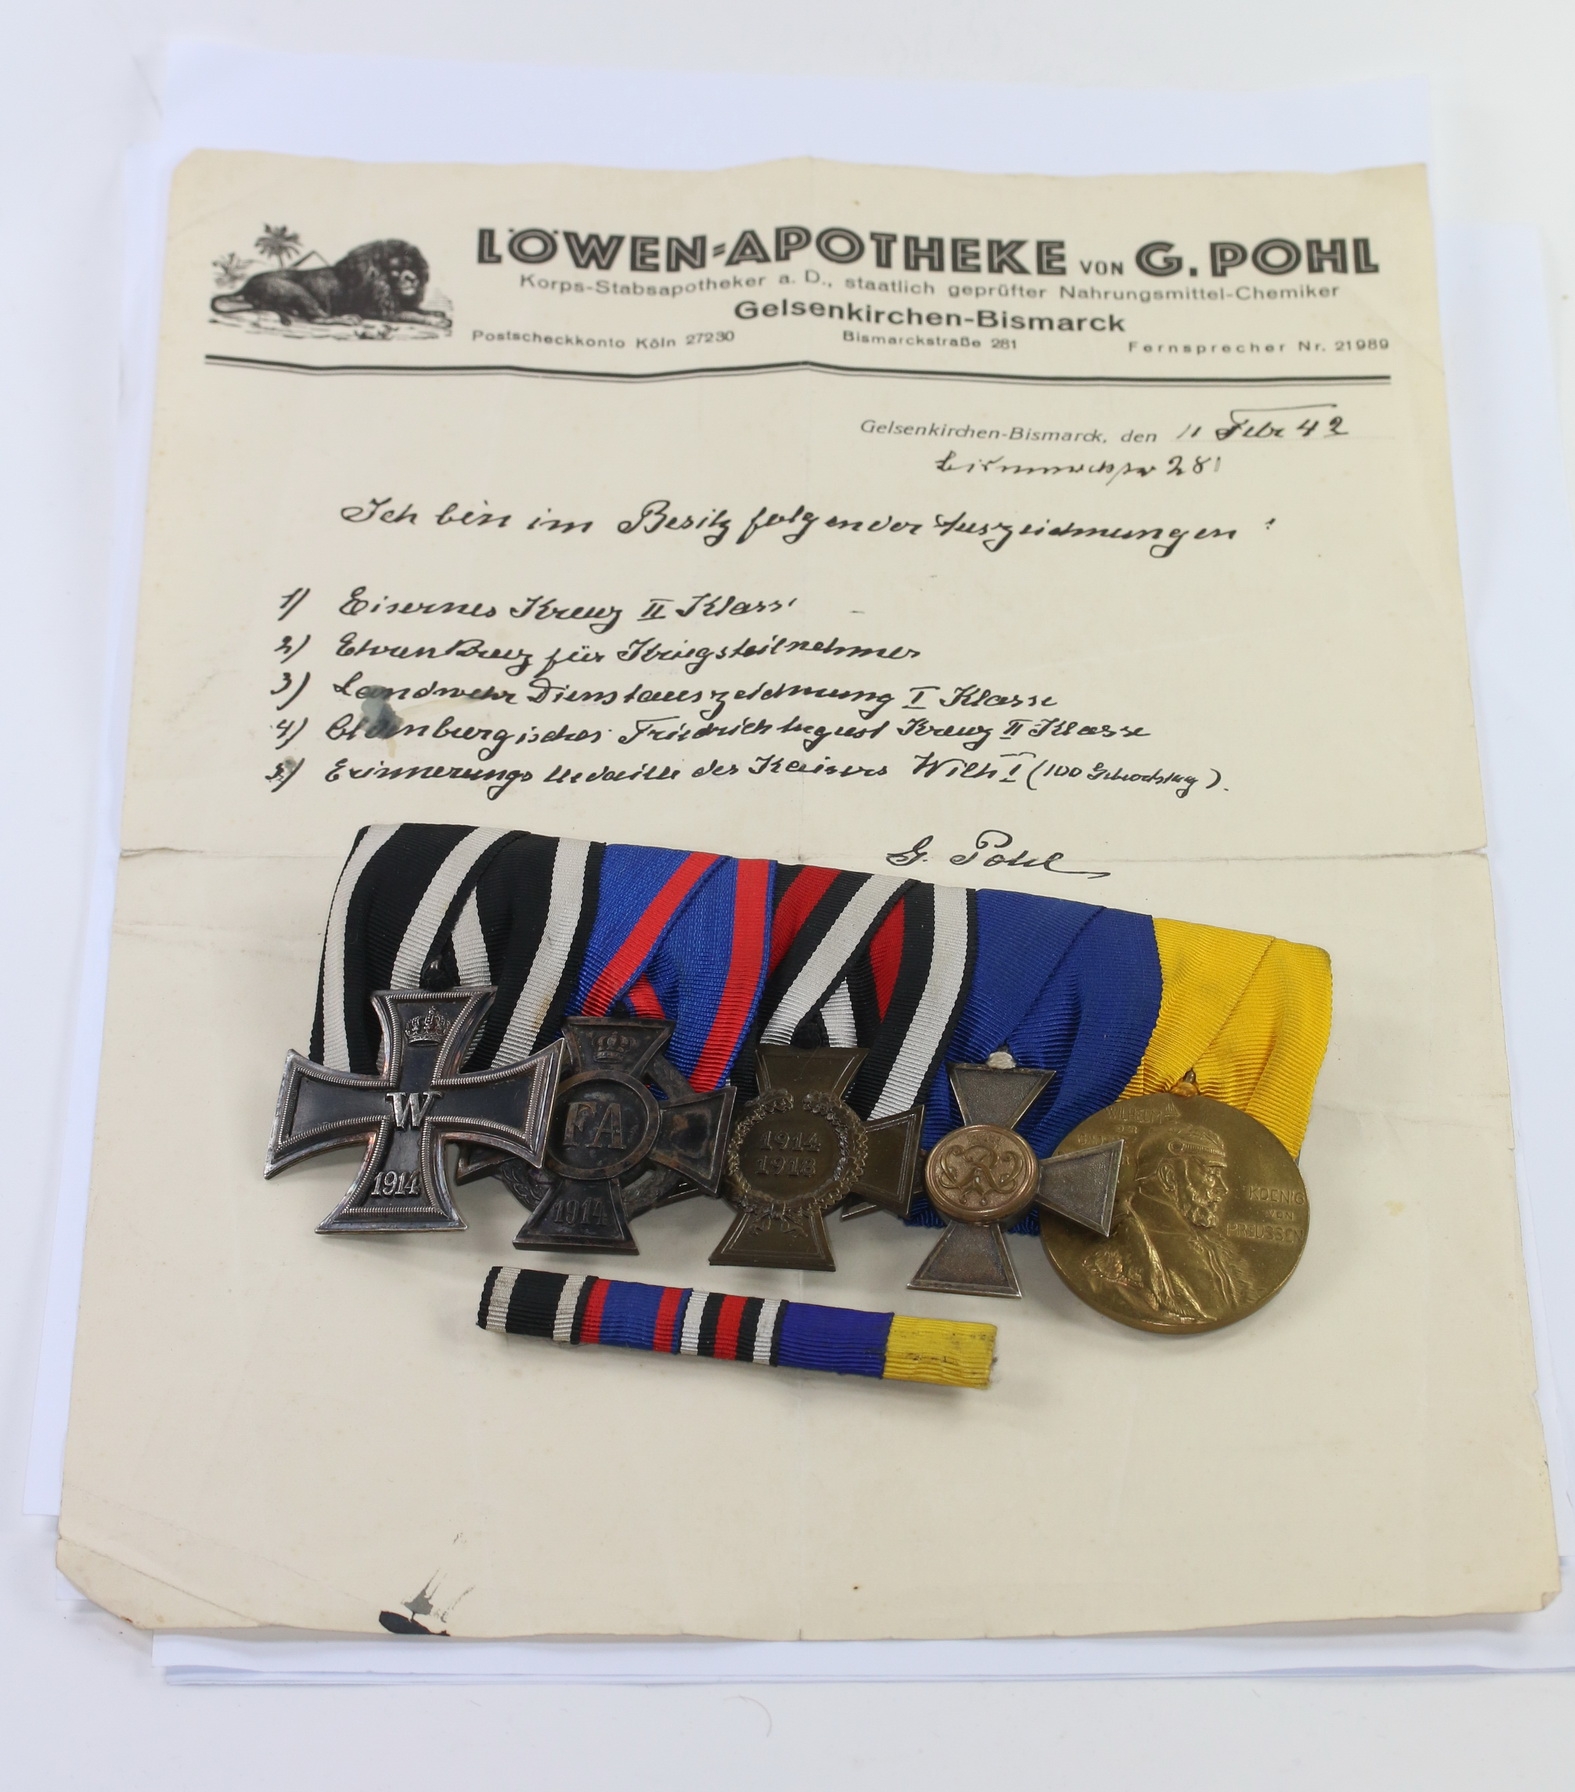 LÖWEN-APOTHEKE VON G. POHL
Korps-Stabsapotheker a. D., staatlich geprüfter Nahrungsmittel-Chemiker
Gelsenkirchen-Bismarck
Postscheckkonto Köln 27230 Bismarckstraße 281 Fernsprecher Nr. 21989
Gelsenkirchen-Bismarck, den 11 Febr 42
Bismarckstr 281
Ich bin im Besitz folgender Auszeichnungen :
1) Eisernes Kreuz II Klasse
2) Ehrenkreuz für Kriegsteilnehmer
3) Landwehr Dienstauszeichnung I Klasse
4) Oldenburgisches Friedrich August Kreuz II Klasse
5) Erinnerungs Medaille des Kaisers Wilh I (100 Geburtstag).
G. Pohl
W
1914
FA
1914
1914
1918
KOENIG
VON
PREUSSEN